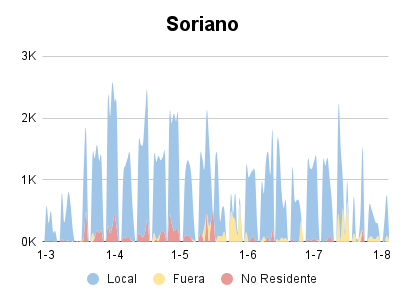 Soriano
3K
2K
1K
0K
1-3 1-4 1-5 1-6 1-7 1-8
Local Fuera No Residente